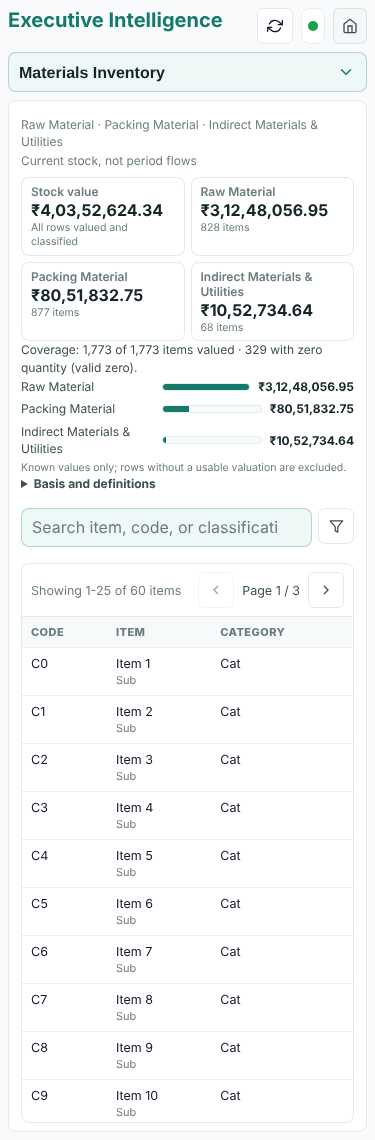 Executive Intelligence
Materials Inventory
Raw Material · Packing Material · Indirect Materials &
Utilities
Current stock, not period flows
Stock value
₹4,03,52,624.34
All rows valued and
classified
Raw Material
₹3,12,48,056.95
828 items
Packing Material
₹80,51,832.75
877 items
Indirect Materials &
Utilities
₹10,52,734.64
68 items
Coverage: 1,773 of 1,773 items valued · 329 with zero
quantity (valid zero).
Raw Material ₹3,12,48,056.95
Packing Material ₹80,51,832.75
Indirect Materials &
Utilities ₹10,52,734.64
Known values only; rows without a usable valuation are excluded.
Basis and definitions
Search item, code, or classificati
Showing 1-25 of 60 items Page 1 / 3
CODE ITEM CATEGORY
C0 Item 1 Cat
Sub
C1 Item 2 Cat
Sub
C2 Item 3 Cat
Sub
C3 Item 4 Cat
Sub
C4 Item 5 Cat
Sub
C5 Item 6 Cat
Sub
C6 Item 7 Cat
Sub
C7 Item 8 Cat
Sub
C8 Item 9 Cat
Sub
C9 Item 10 Cat
Sub